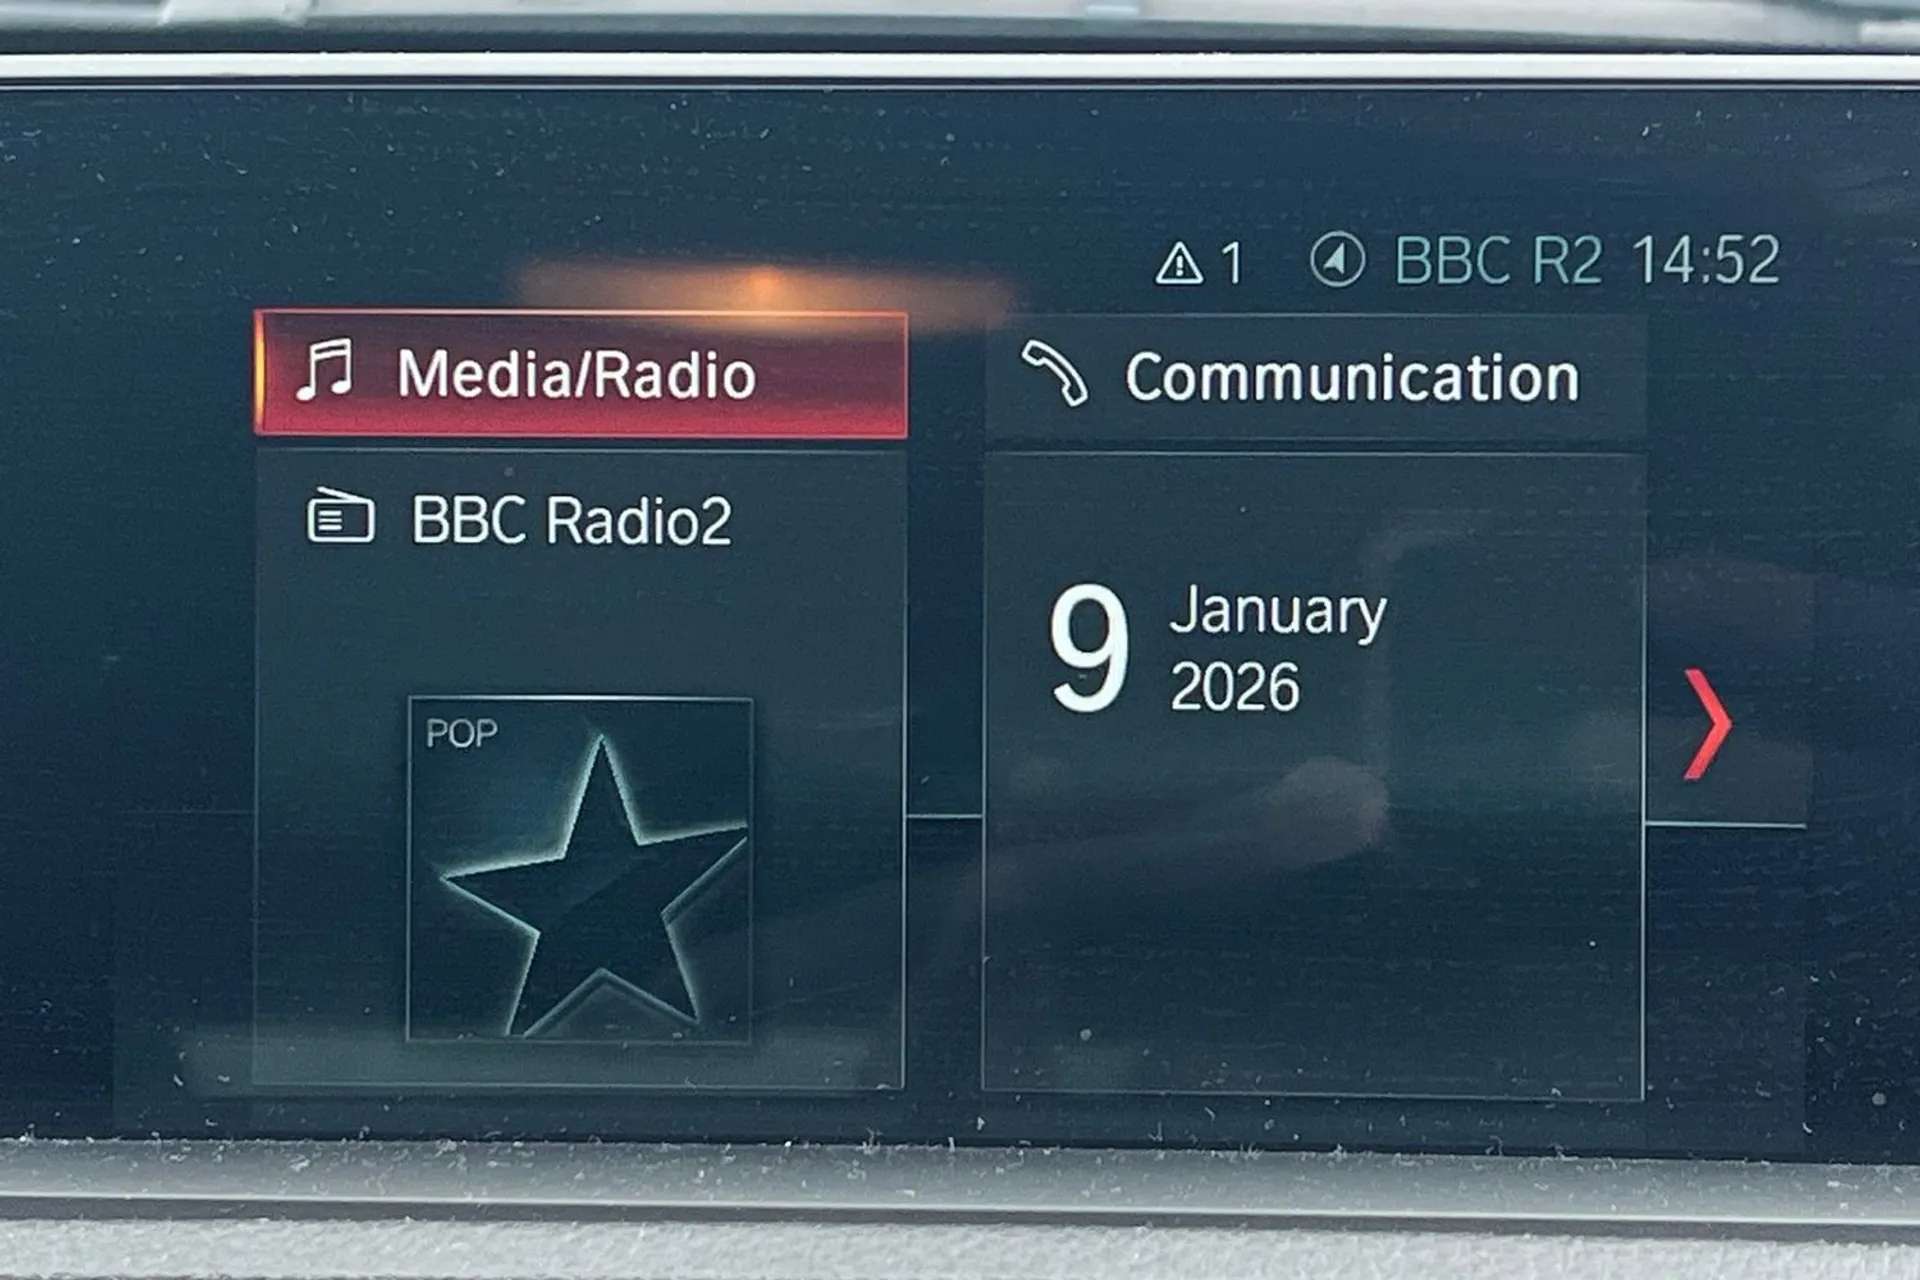 1 BBC R2 14:52
Media/Radio
Communication
BBC Radio2
9 January
2026
POP